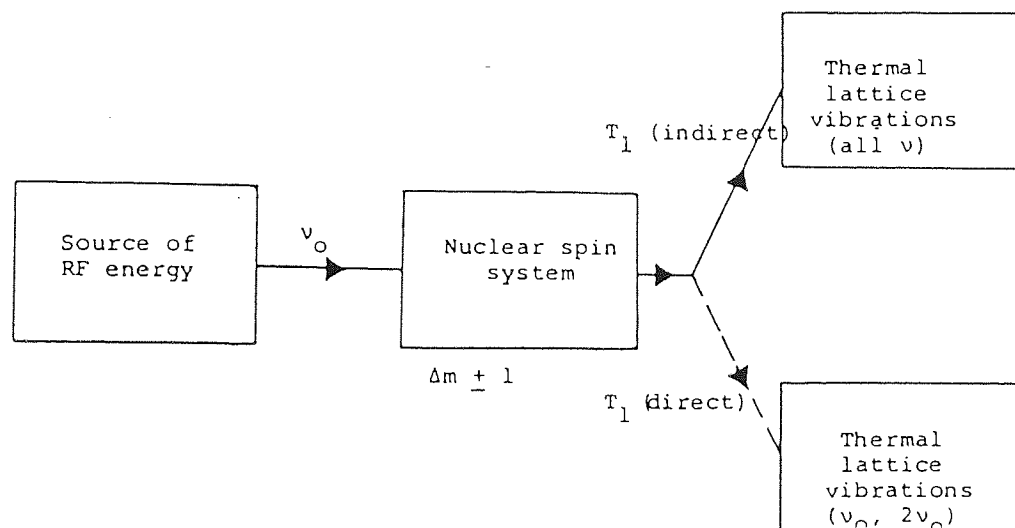 Source of
RF energy
ν₀
Nuclear spin
system
Δm ± 1
T₁ (indirect)
Thermal
lattice
vibrations
(all ν)
T₁ (direct)
Thermal
lattice
vibrations
(ν₀, 2ν₀)